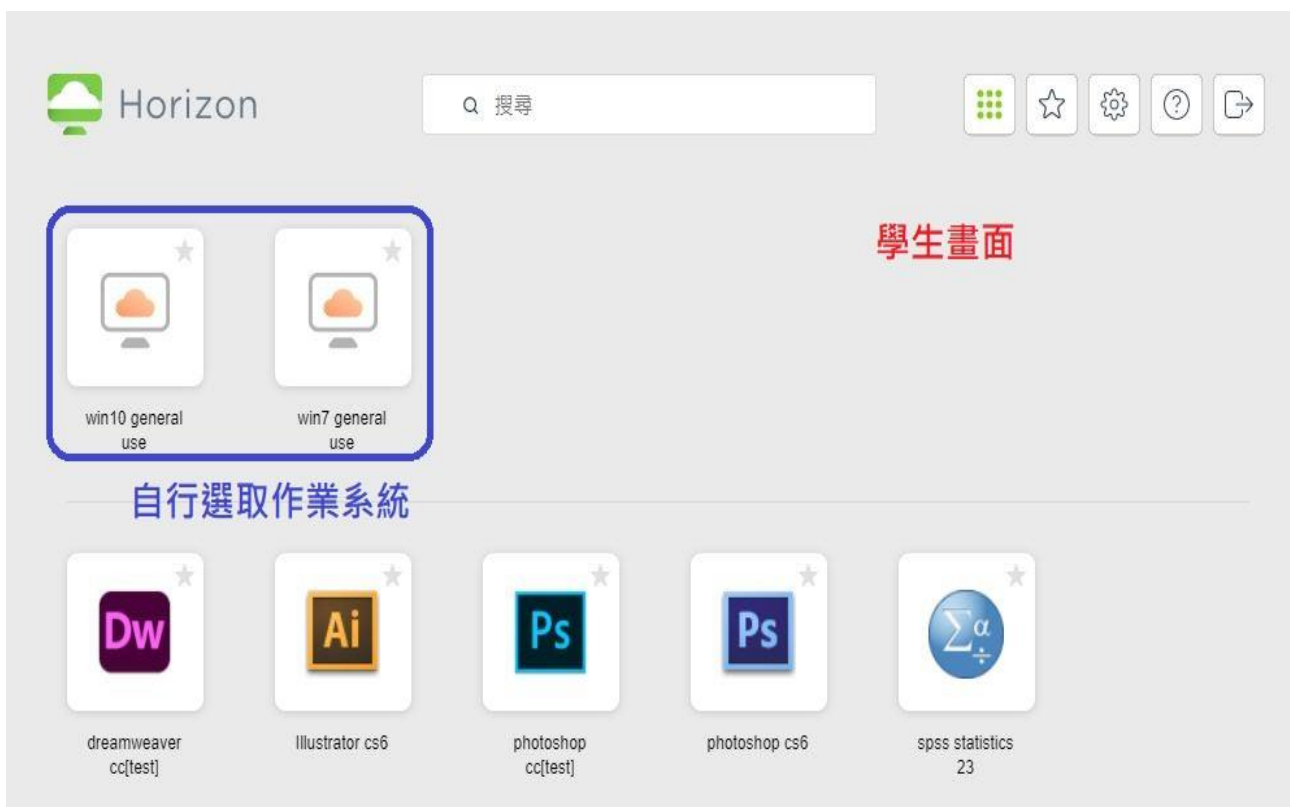 Horizon
搜尋
學生畫面
win10 general
use
win7 general
use
自行選取作業系統
Dw
Ai
Ps
Ps
Σα
÷
dreamweaver
cc[test]
Illustrator cs6
photoshop
cc[test]
photoshop cs6
spss statistics
23